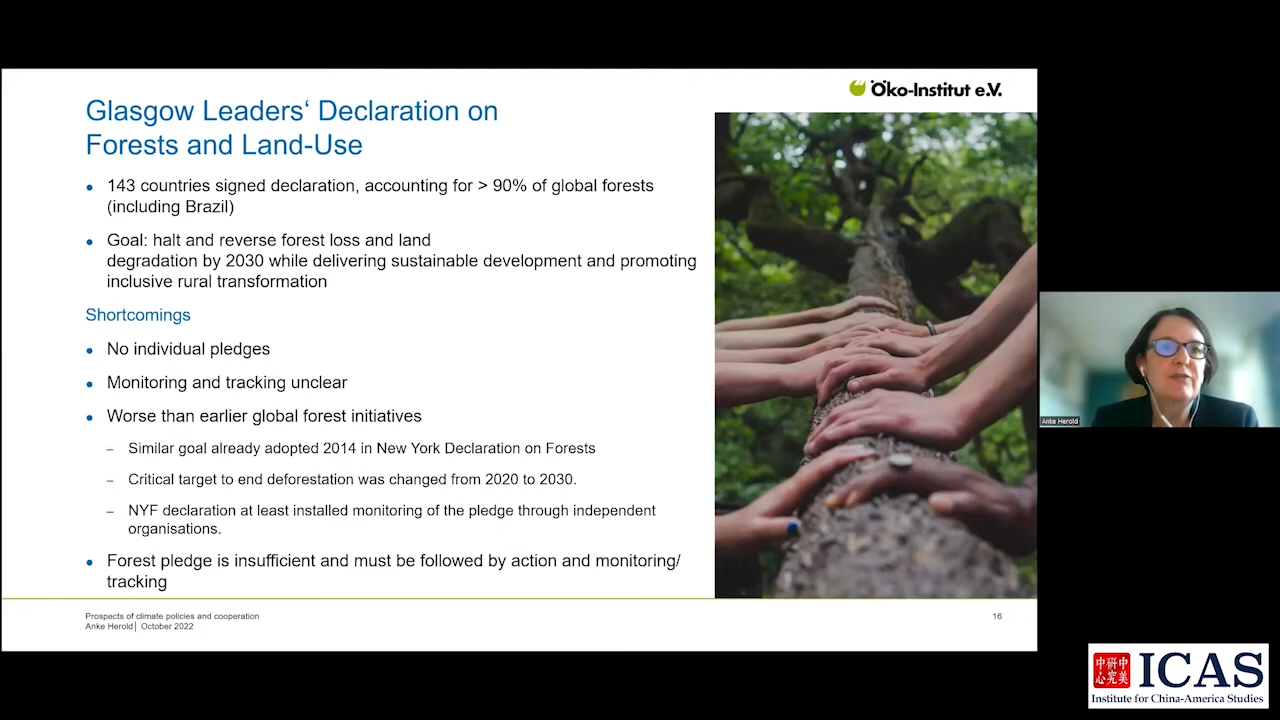 Öko-Institut e.V.
Glasgow Leaders‘ Declaration on
Forests and Land-Use
● 143 countries signed declaration, accounting for > 90% of global forests
(including Brazil)
● Goal: halt and reverse forest loss and land
degradation by 2030 while delivering sustainable development and promoting
inclusive rural transformation
Shortcomings
● No individual pledges
● Monitoring and tracking unclear
● Worse than earlier global forest initiatives
– Similar goal already adopted 2014 in New York Declaration on Forests
– Critical target to end deforestation was changed from 2020 to 2030.
– NYF declaration at least installed monitoring of the pledge through independent
organisations.
● Forest pledge is insufficient and must be followed by action and monitoring/
tracking
Prospects of climate policies and cooperation
Anke Herold│ October 2022
16
Anke Herold
中研中
心究美
ICAS
Institute for China-America Studies